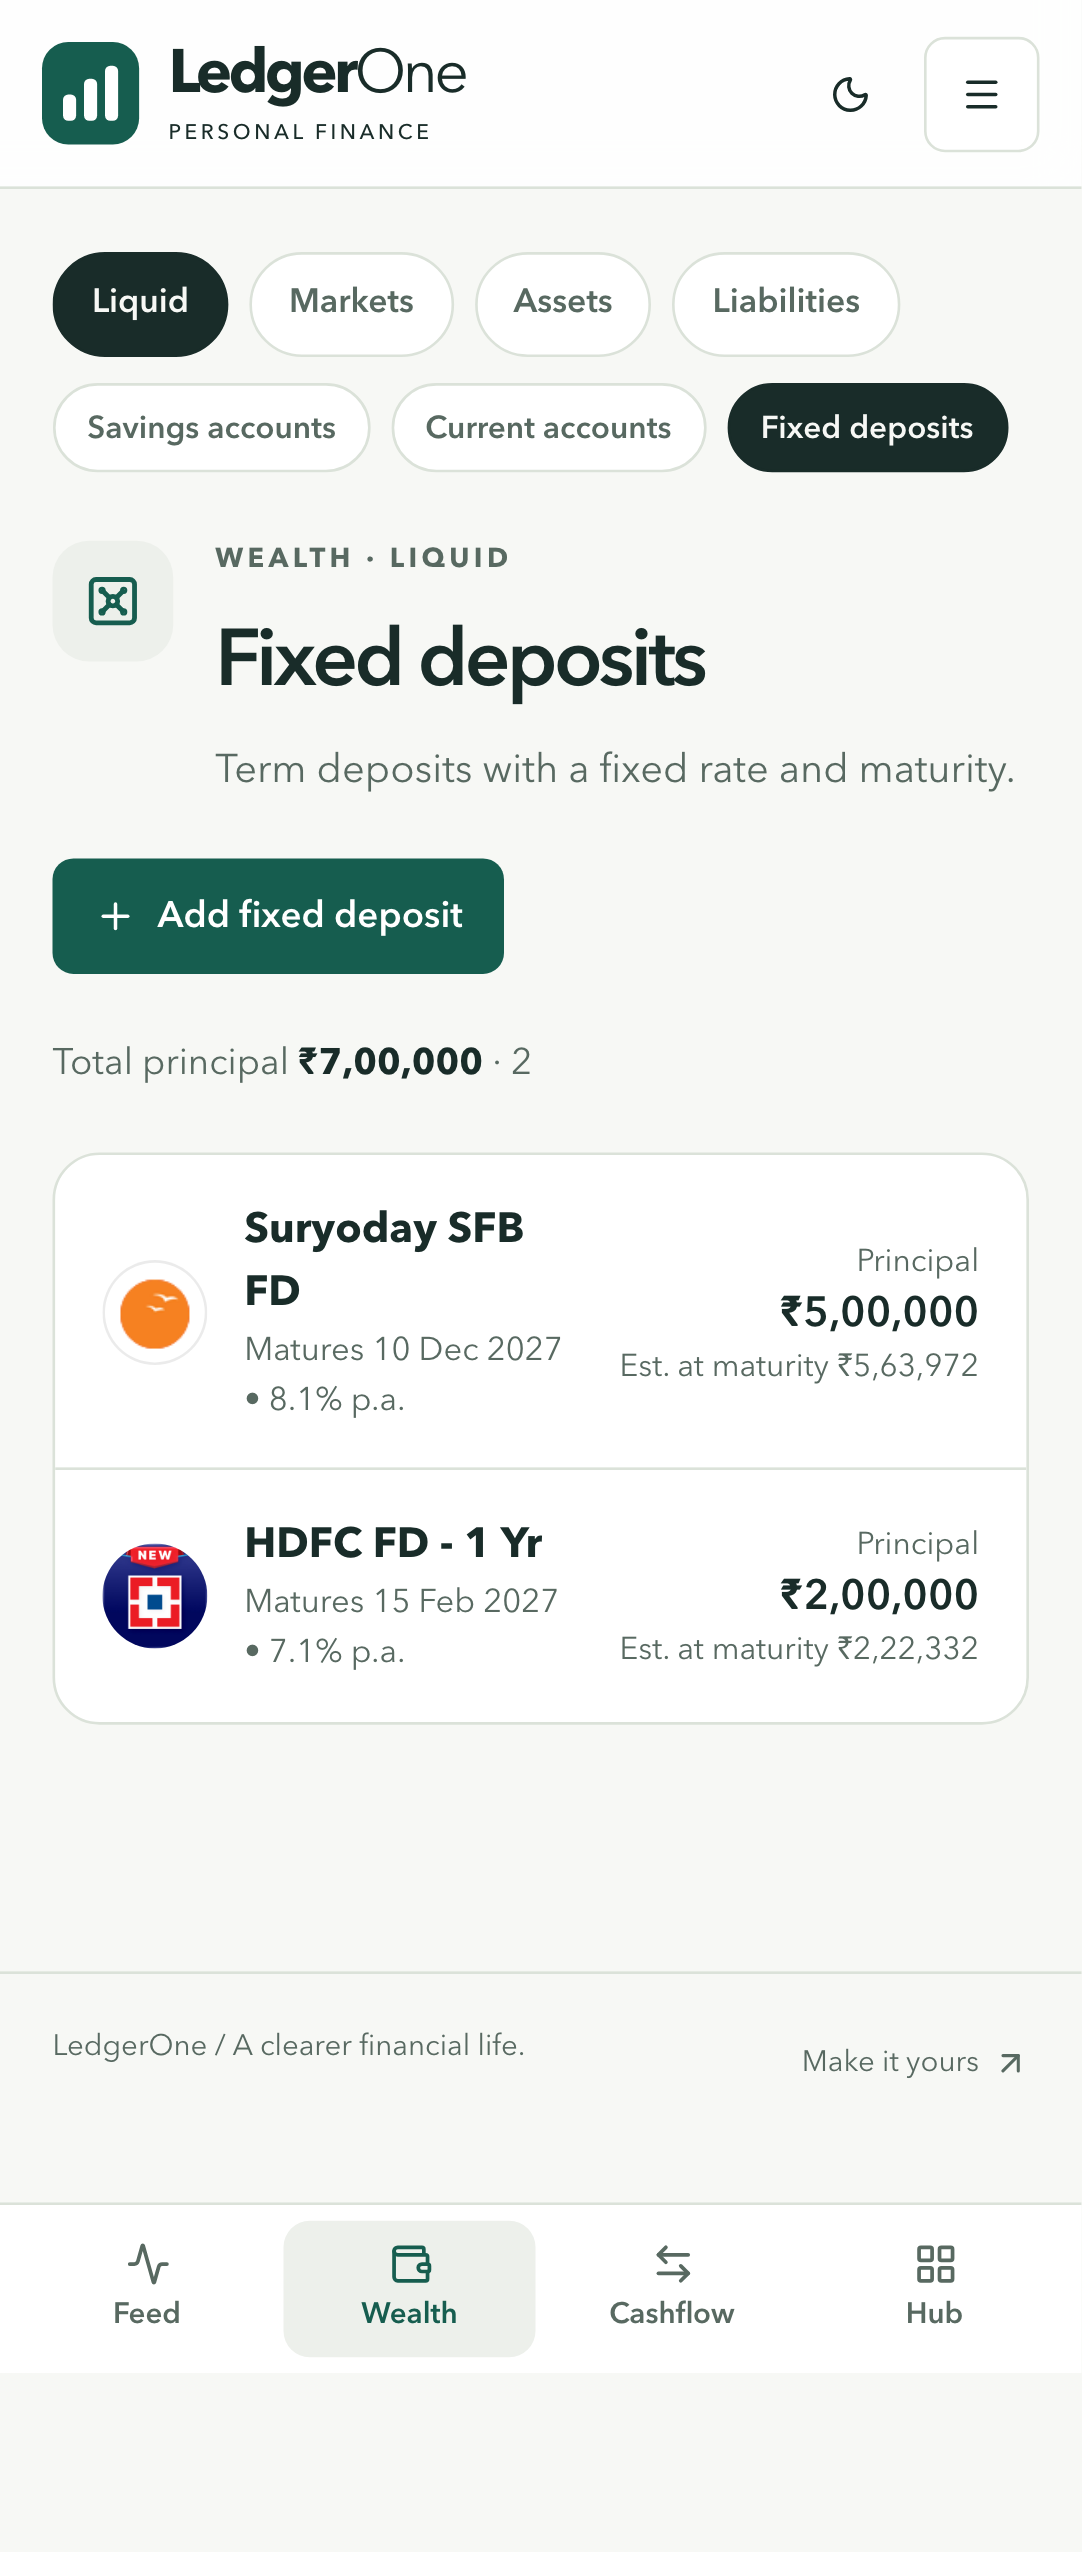 LedgerOne
PERSONAL FINANCE
Liquid
Markets
Assets
Liabilities
Savings accounts
Current accounts
Fixed deposits
WEALTH · LIQUID
Fixed deposits
Term deposits with a fixed rate and maturity.
+ Add fixed deposit
Total principal ₹7,00,000 · 2
Suryoday SFB
FD
Matures 10 Dec 2027
• 8.1% p.a.
Principal
₹5,00,000
Est. at maturity ₹5,63,972
NEW
HDFC FD - 1 Yr
Matures 15 Feb 2027
• 7.1% p.a.
Principal
₹2,00,000
Est. at maturity ₹2,22,332
LedgerOne / A clearer financial life.
Make it yours
Feed
Wealth
Cashflow
Hub